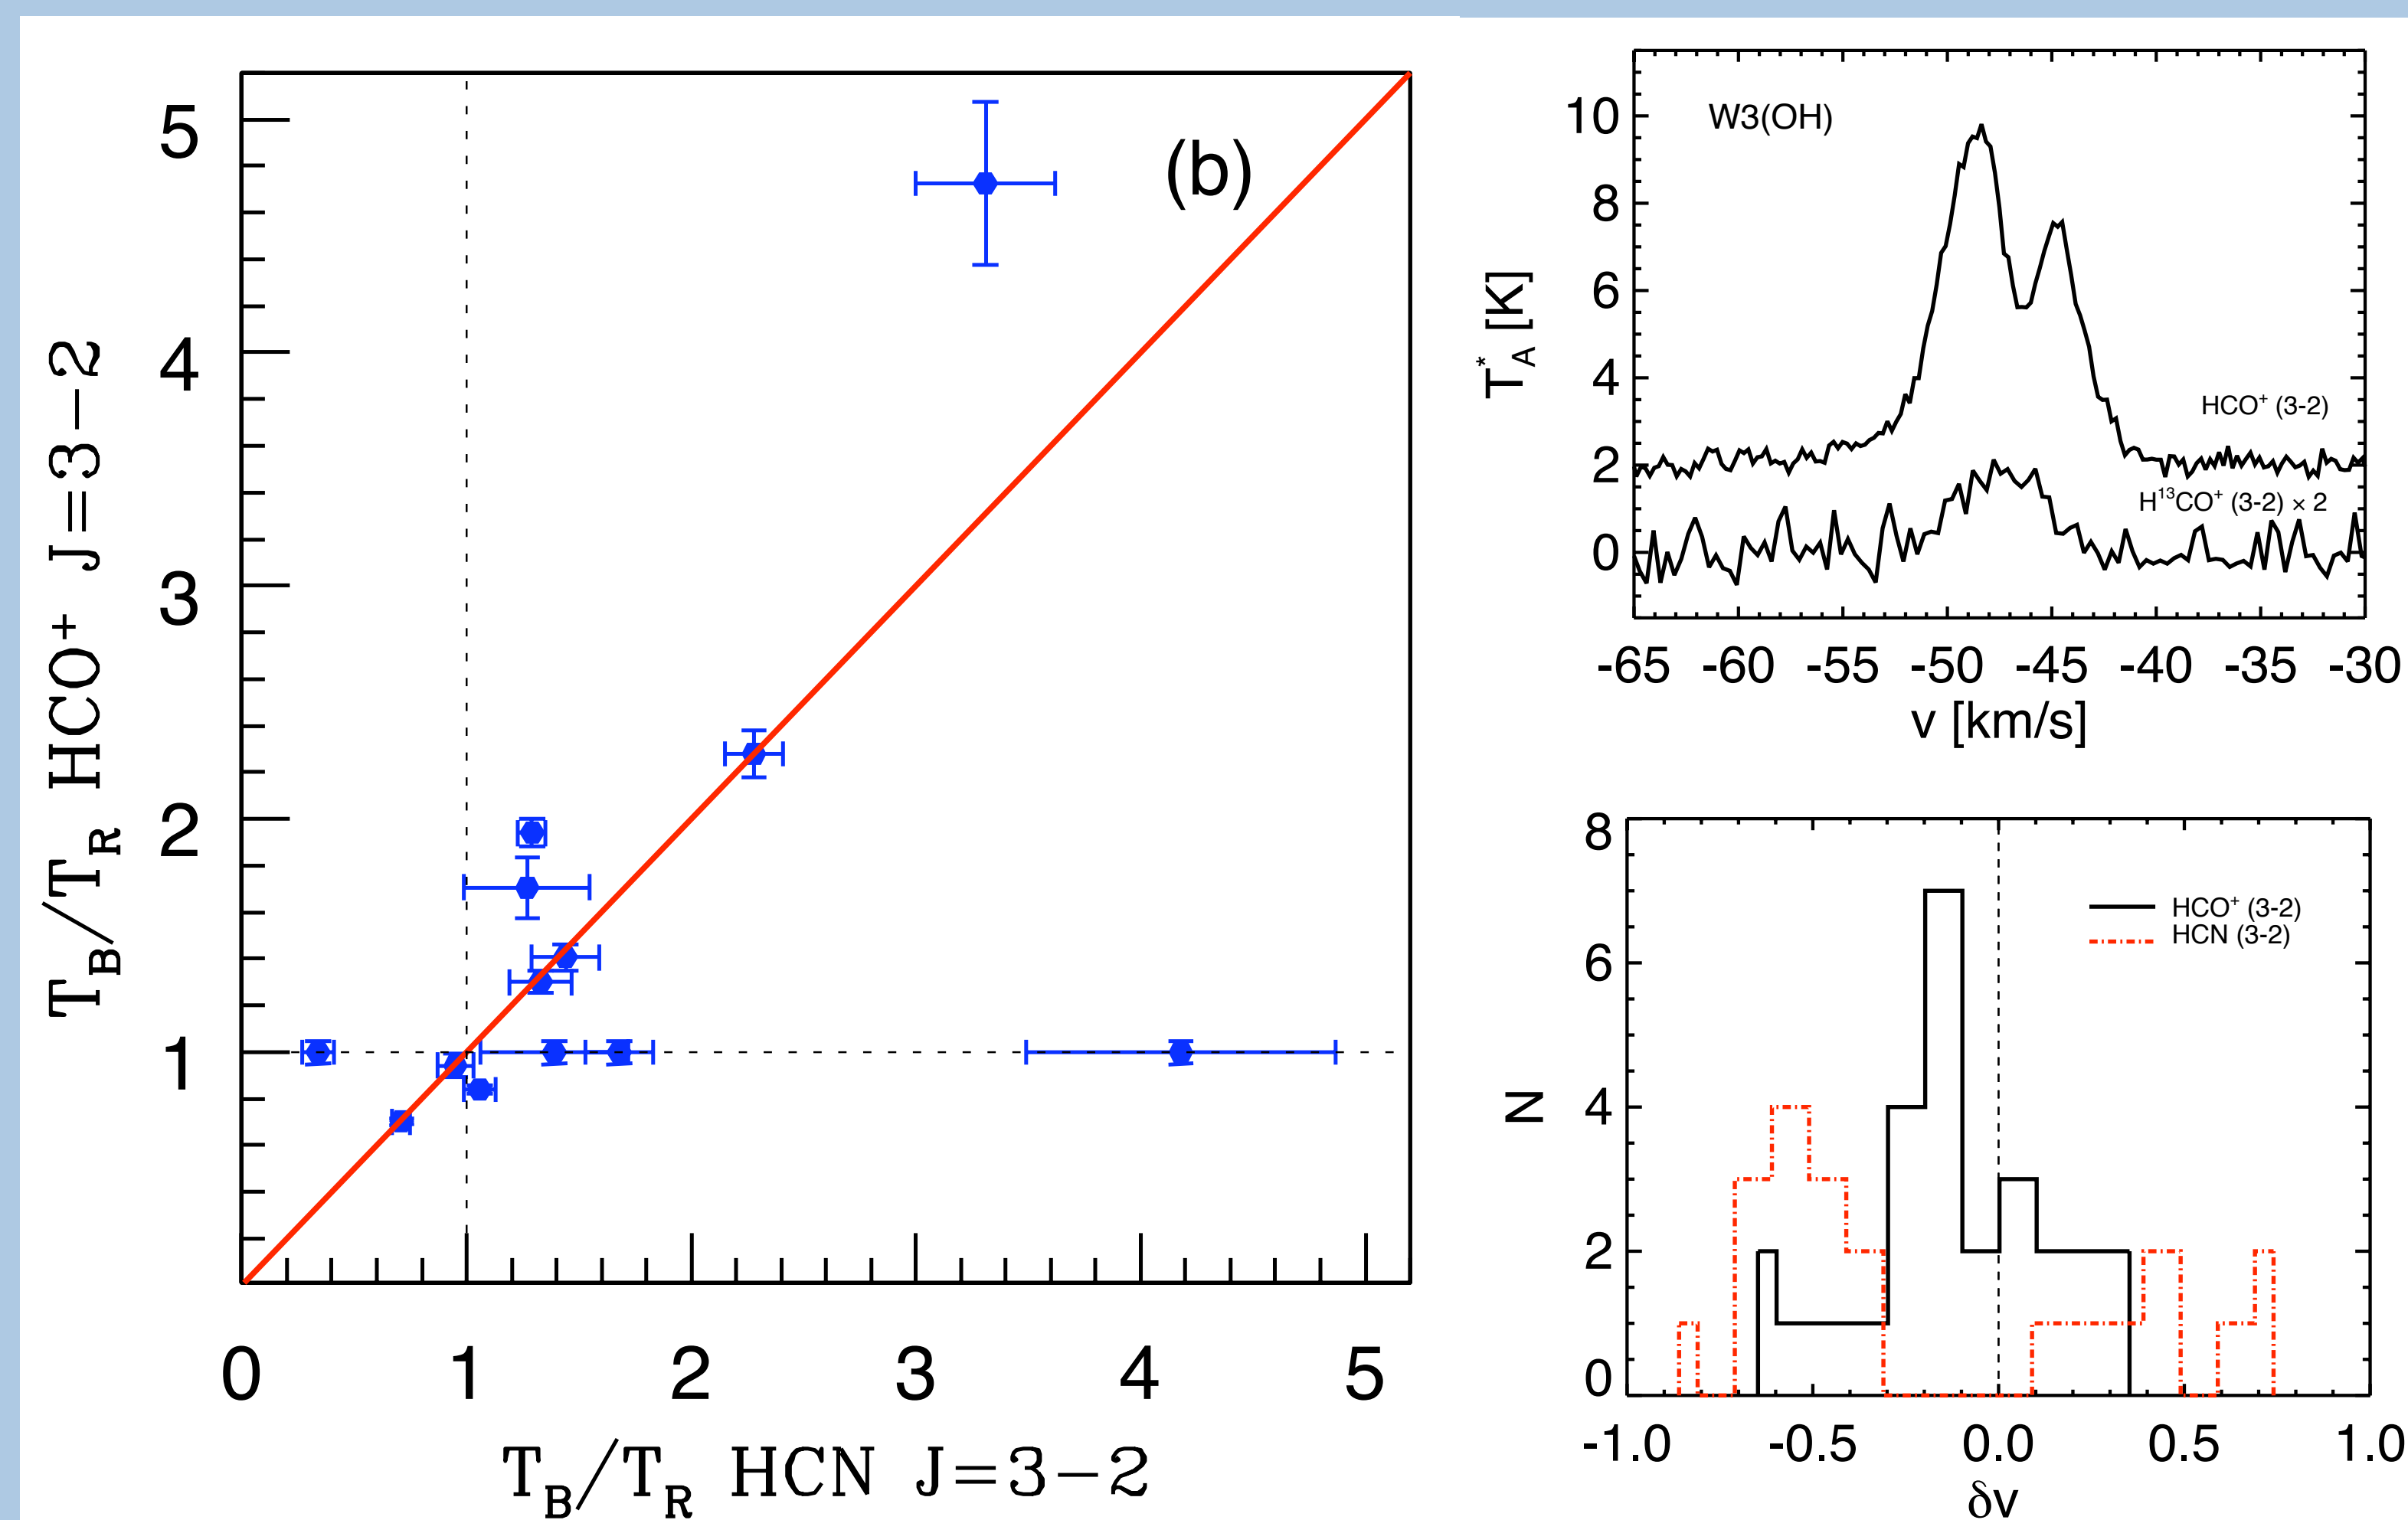 T_B/T_R HCO⁺ J=3−2
5
4
3
2
1
(b)
0 1 2 3 4 5
T_B/T_R HCN J=3−2
T*_A [K]
10
8
6
4
2
0
W3(OH)
HCO⁺ (3-2)
H¹³CO⁺ (3-2) × 2
-65 -60 -55 -50 -45 -40 -35 -30
v [km/s]
N
8
6
4
2
0
HCO⁺ (3-2)
HCN (3-2)
-1.0 -0.5 0.0 0.5 1.0
δv